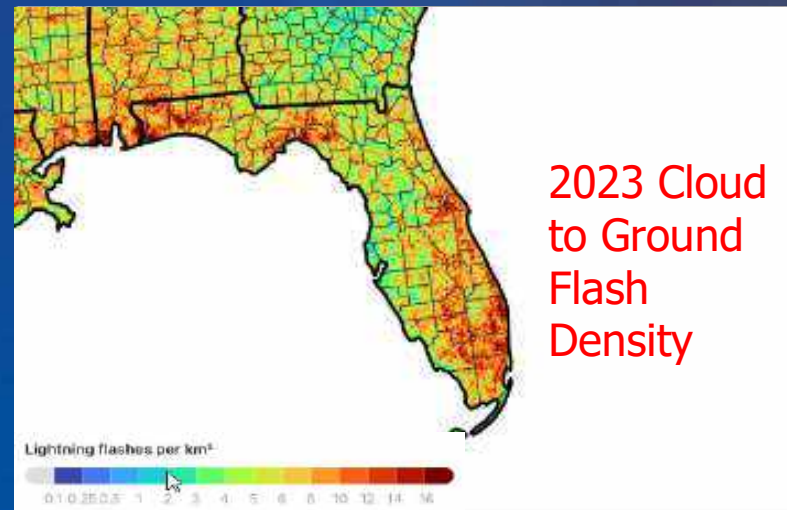 2023 Cloud
to Ground
Flash
Density
Lightning flashes per km²
0.1 0.25 0.5 1 2 3 4 5 6 8 10 12 14 16